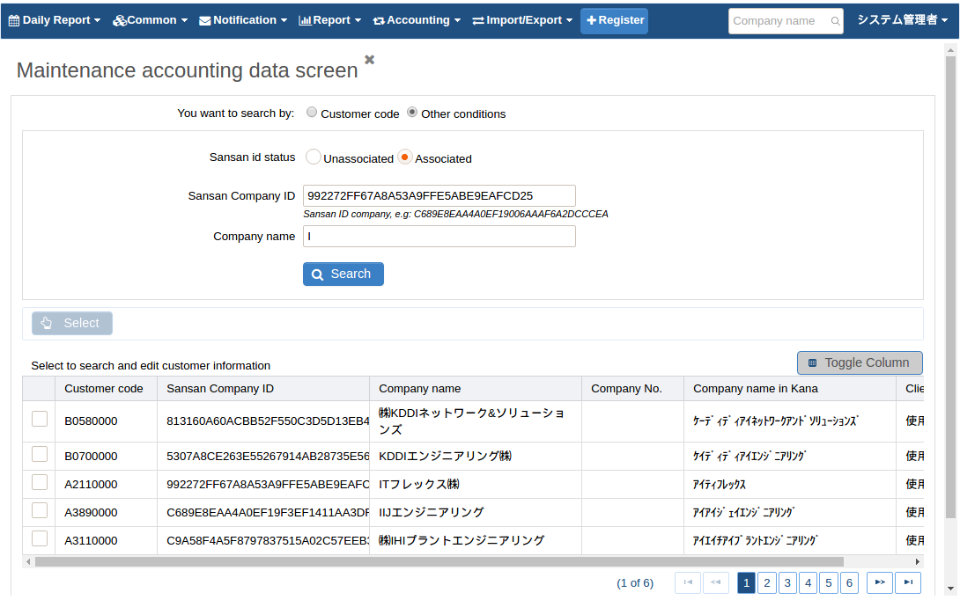 Daily Report Common Notification Report Accounting Import/Export Register Company name システム管理者
Maintenance accounting data screen
You want to search by: Customer code Other conditions
Sansan id status Unassociated Associated
Sansan Company ID 992272FF67A8A53A9FFE5ABE9EAFCD25
Sansan ID company, e.g: C689E8EAA4A0EF19006AAAF6A2DCCCEA
Company name I
Search
Select
Select to search and edit customer information Toggle Column
Customer code Sansan Company ID Company name Company No. Company name in Kana Clie
B0580000 813160A60ACBB52F550C3D5D13EB4 ㈱KDDIネットワーク&ソリューショ ｹｰﾃﾞｨﾃﾞｨｱｲﾈｯﾄﾜｰｸｱﾝﾄﾞｿﾘｭｰｼｮﾝｽﾞ 使用
ンズ
B0700000 5307A8CE263E55267914AB28735E56 KDDIエンジニアリング㈱ ｹｲﾃﾞｨﾃﾞｨｱｲｴﾝｼﾞﾆｱﾘﾝｸﾞ 使用
A2110000 992272FF67A8A53A9FFE5ABE9EAFC ITフレックス㈱ ｱｲﾃｨﾌﾚｯｸｽ 使用
A3890000 C689E8EAA4A0EF19F3EF1411AA3DF IIJエンジニアリング ｱｲｱｲｼﾞｪｲｴﾝｼﾞﾆｱﾘﾝｸﾞ 使用
A3110000 C9A58F4A5F8797837515A02C57EEB3 ㈱IHIプラントエンジニアリング ｱｲｴｲﾁｱｲﾌﾟﾗﾝﾄｴﾝｼﾞﾆｱﾘﾝｸﾞ 使用
(1 of 6) 1 2 3 4 5 6